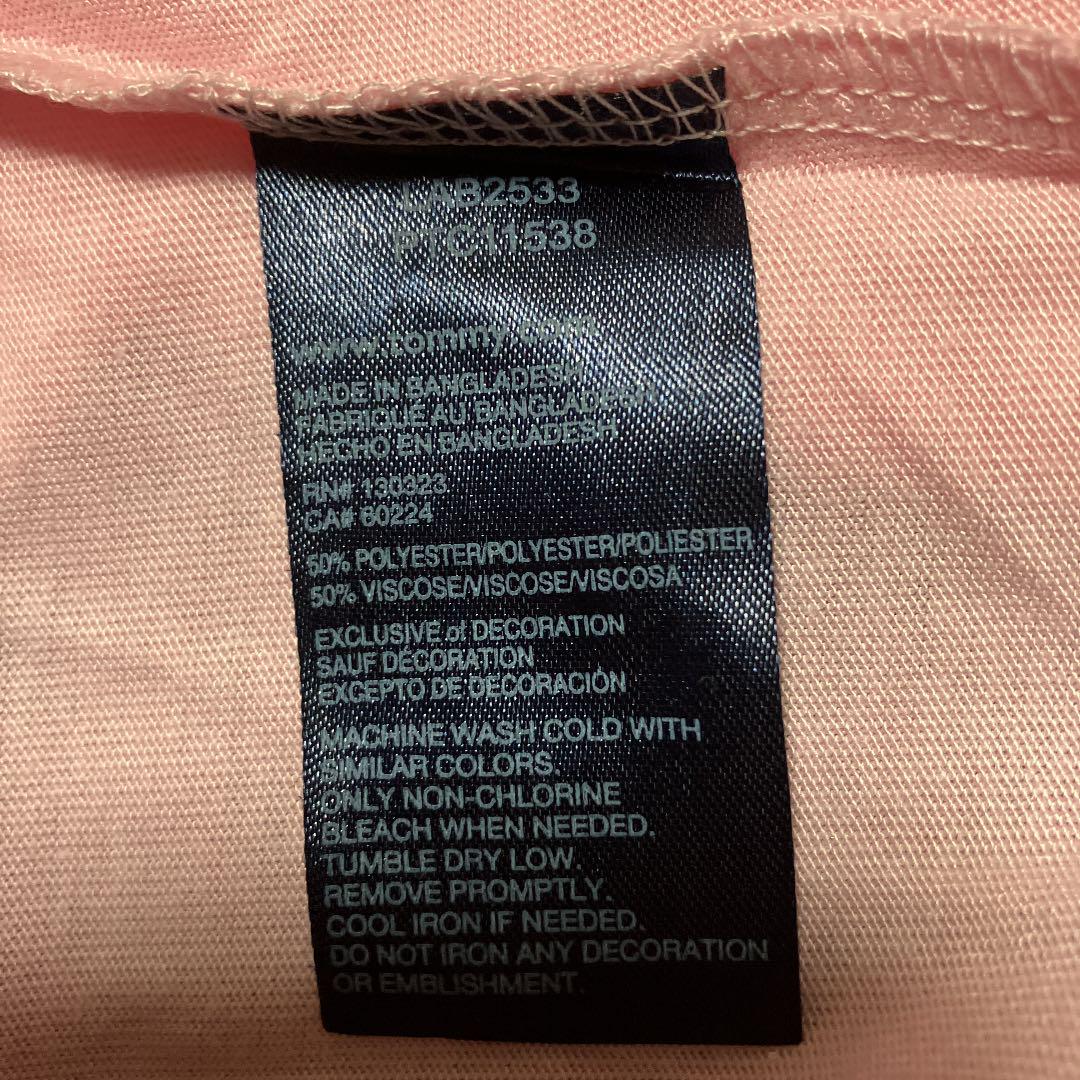 LAB2533
PTC11538
www.tommy.com
MADE IN BANGLADESH
FABRIQUÉ AU BANGLADESH
HECHO EN BANGLADESH
RN# 130323
CA# 60224
50% POLYESTER/POLYESTER/POLIESTER
50% VISCOSE/VISCOSE/VISCOSA
EXCLUSIVE of DECORATION
SAUF DÉCORATION
EXCEPTO DE DECORACIÓN
MACHINE WASH COLD WITH
SIMILAR COLORS.
ONLY NON-CHLORINE
BLEACH WHEN NEEDED.
TUMBLE DRY LOW.
REMOVE PROMPTLY.
COOL IRON IF NEEDED.
DO NOT IRON ANY DECORATION
OR EMBLISHMENT.